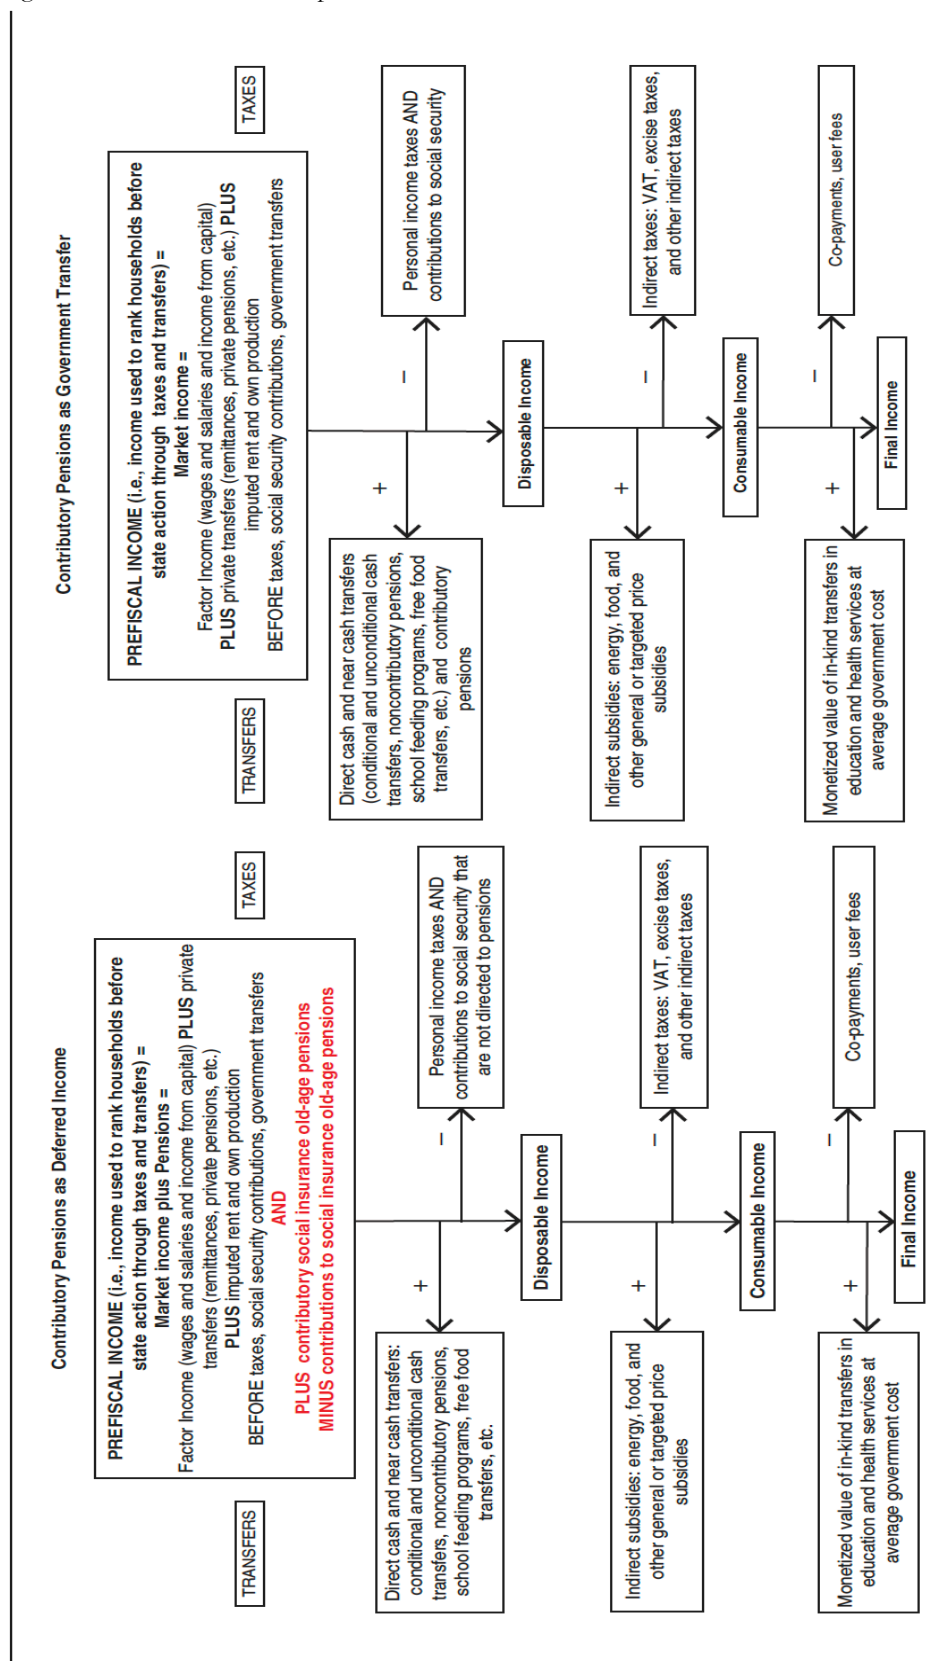 Contributory Pensions as Deferred Income
PREFISCAL INCOME (i.e., income used to rank households before
state action through taxes and transfers) =
Market income plus Pensions =
Factor Income (wages and salaries and income from capital) PLUS private
transfers (remittances, private pensions, etc.)
PLUS imputed rent and own production
BEFORE taxes, social security contributions, government transfers
AND
PLUS contributory social insurance old-age pensions
MINUS contributions to social insurance old-age pensions
TRANSFERS
TAXES
Direct cash and near cash transfers:
conditional and unconditional cash
transfers, noncontributory pensions,
school feeding programs, free food
transfers, etc.
+
–
Personal income taxes AND
contributions to social security that
are not directed to pensions
Disposable Income
Indirect subsidies: energy, food, and
other general or targeted price
subsidies
+
–
Indirect taxes: VAT, excise taxes,
and other indirect taxes
Consumable Income
Monetized value of in-kind transfers in
education and health services at
average government cost
+
–
Co-payments, user fees
Final Income
Contributory Pensions as Government Transfer
PREFISCAL INCOME (i.e., income used to rank households before
state action through taxes and transfers) =
Market income =
Factor Income (wages and salaries and income from capital)
PLUS private transfers (remittances, private pensions, etc.) PLUS
imputed rent and own production
BEFORE taxes, social security contributions, government transfers
TRANSFERS
TAXES
Direct cash and near cash transfers
(conditional and unconditional cash
transfers, noncontributory pensions,
school feeding programs, free food
transfers, etc.) and contributory
pensions
+
–
Personal income taxes AND
contributions to social security
Disposable Income
Indirect subsidies: energy, food, and
other general or targeted price
subsidies
+
–
Indirect taxes: VAT, excise taxes,
and other indirect taxes
Consumable Income
Monetized value of in-kind transfers in
education and health services at
average government cost
+
–
Co-payments, user fees
Final Income